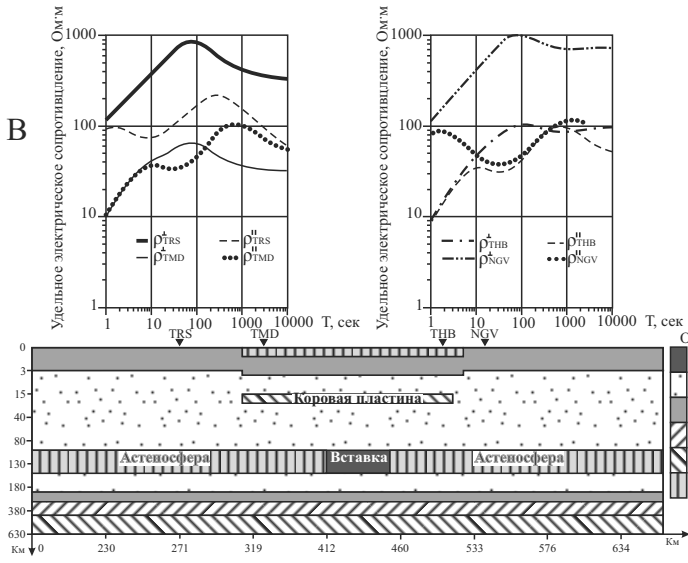 В
Удельное электрическое сопротивцление, Ом·м
1000
100
10
1
ρ⊥TRS
ρ||TRS
ρ⊥TMD
ρ||TMD
1 10 100 1000 10000 Т, сек
Удельное электрическое сопротивление, Ом·м
1000
100
10
1
ρ⊥THB
ρ||THB
ρ⊥NGV
ρ||NGV
1 10 100 1000 10000 Т, сек
TRS TMD THB NGV
0
3
15
40
80
130
180
380
630
Коровая пластина
Астеносфера Вставка Астеносфера
Км 0 230 271 319 412 460 533 576 634 Км